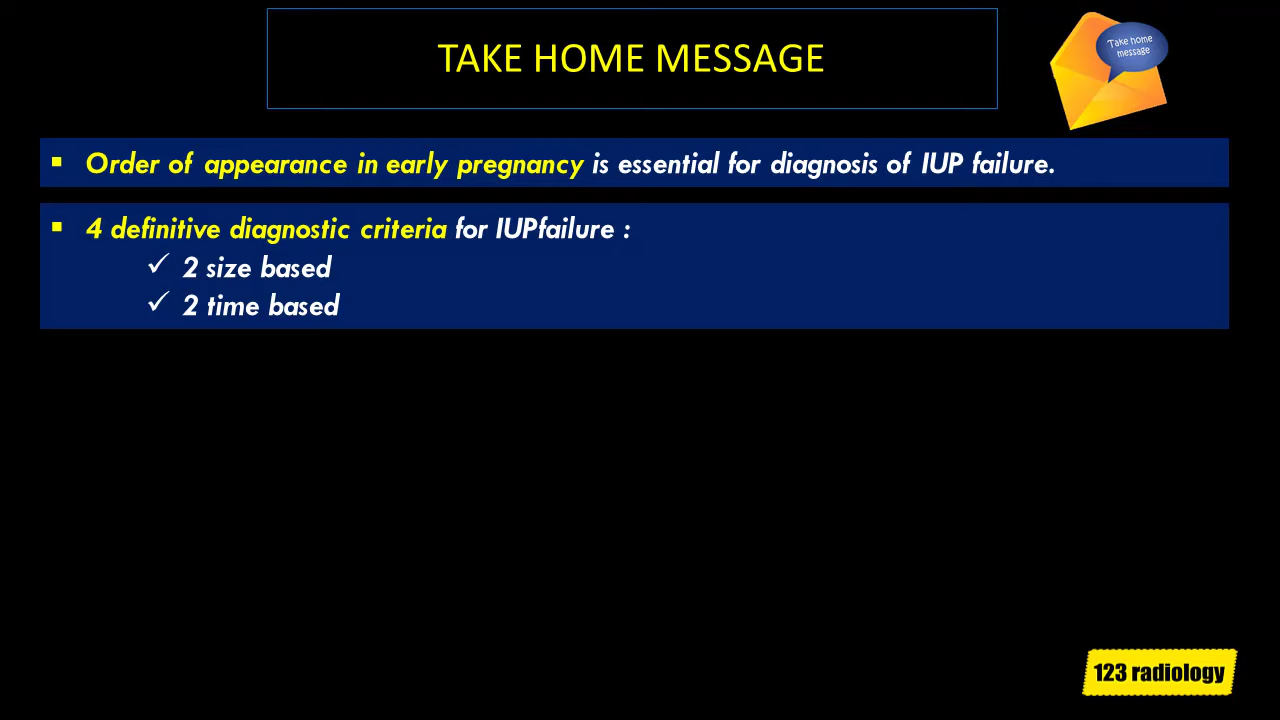 TAKE HOME MESSAGE
Take home
message
▪ Order of appearance in early pregnancy is essential for diagnosis of IUP failure.
▪ 4 definitive diagnostic criteria for IUPfailure :
✓ 2 size based
✓ 2 time based
123 radiology